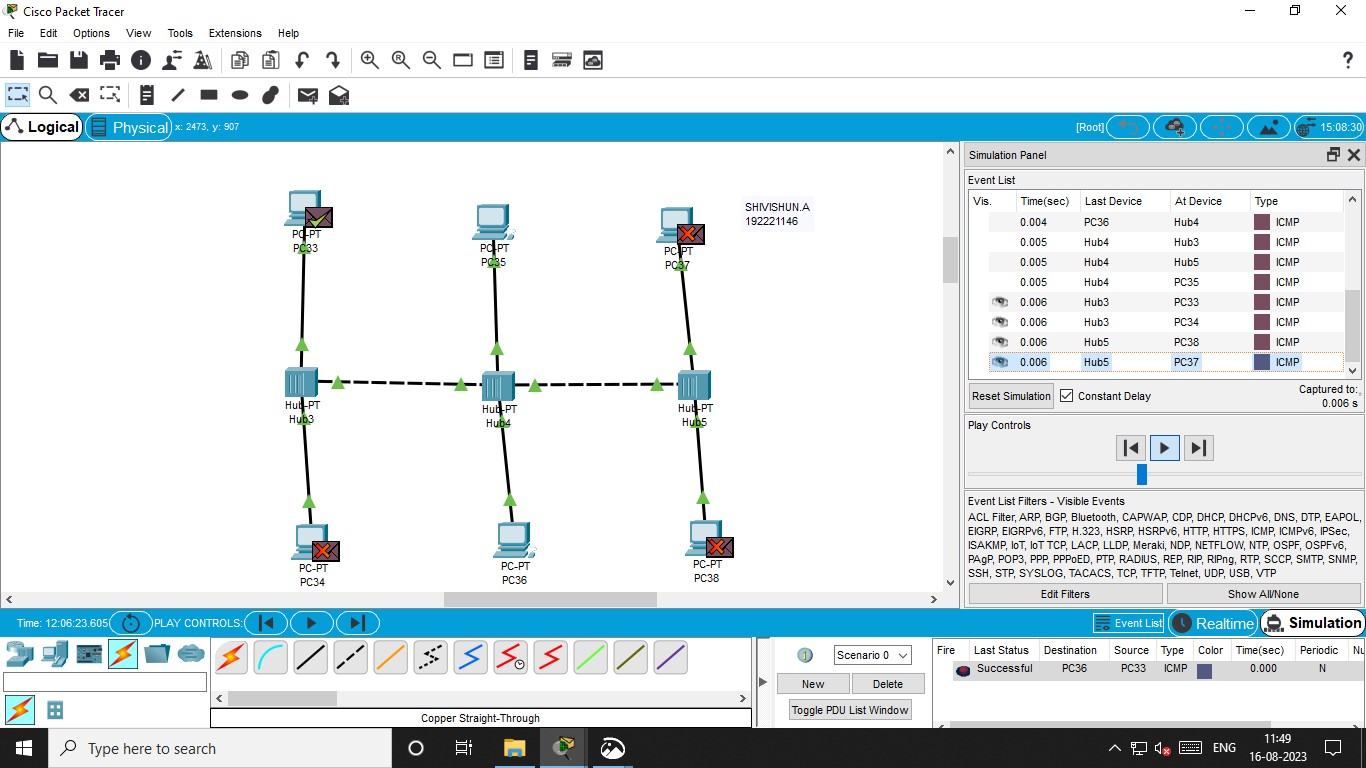 Cisco Packet Tracer
File Edit Options View Tools Extensions Help
Logical Physical x: 2473, y: 907 [Root] 15:08:30
PC-PT
PC33
PC-PT
PC35
PC-PT
PC37
SHIVISHUN.A
192221146
Hub-PT
Hub3
Hub-PT
Hub4
Hub-PT
Hub5
PC-PT
PC34
PC-PT
PC36
PC-PT
PC38
Simulation Panel
Event List
Vis. Time(sec) Last Device At Device Type
0.004 PC36 Hub4 ICMP
0.005 Hub4 Hub3 ICMP
0.005 Hub4 Hub5 ICMP
0.005 Hub4 PC35 ICMP
0.006 Hub3 PC33 ICMP
0.006 Hub3 PC34 ICMP
0.006 Hub5 PC38 ICMP
0.006 Hub5 PC37 ICMP
Reset Simulation Constant Delay Captured to:
0.006 s
Play Controls
Event List Filters - Visible Events
ACL Filter, ARP, BGP, Bluetooth, CAPWAP, CDP, DHCP, DHCPv6, DNS, DTP, EAPOL,
EIGRP, EIGRPv6, FTP, H.323, HSRP, HSRPv6, HTTP, HTTPS, ICMP, ICMPv6, IPSec,
ISAKMP, IoT, IoT TCP, LACP, LLDP, Meraki, NDP, NETFLOW, NTP, OSPF, OSPFv6,
PAgP, POP3, PPP, PPPoED, PTP, RADIUS, REP, RIP, RIPng, RTP, SCCP, SMTP, SNMP,
SSH, STP, SYSLOG, TACACS, TCP, TFTP, Telnet, UDP, USB, VTP
Edit Filters Show All/None
Time: 12:06:23.605 PLAY CONTROLS: Event List Realtime Simulation
Scenario 0
New Delete
Toggle PDU List Window
Copper Straight-Through
Fire Last Status Destination Source Type Color Time(sec) Periodic Nu
Successful PC36 PC33 ICMP 0.000 N
Type here to search
ENG
11:49
16-08-2023